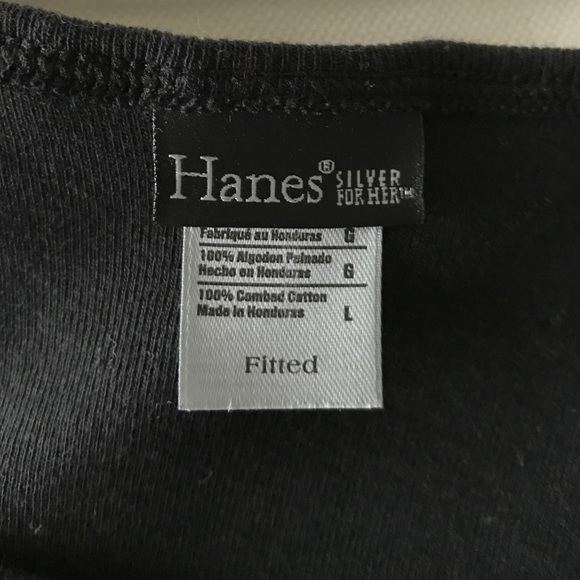 Hanes® SILVER
FOR HER™
Fabriqué au Honduras G
100% Algodon Peinado
Hecho en Honduras G
100% Combed Cotton
Made in Honduras L
Fitted